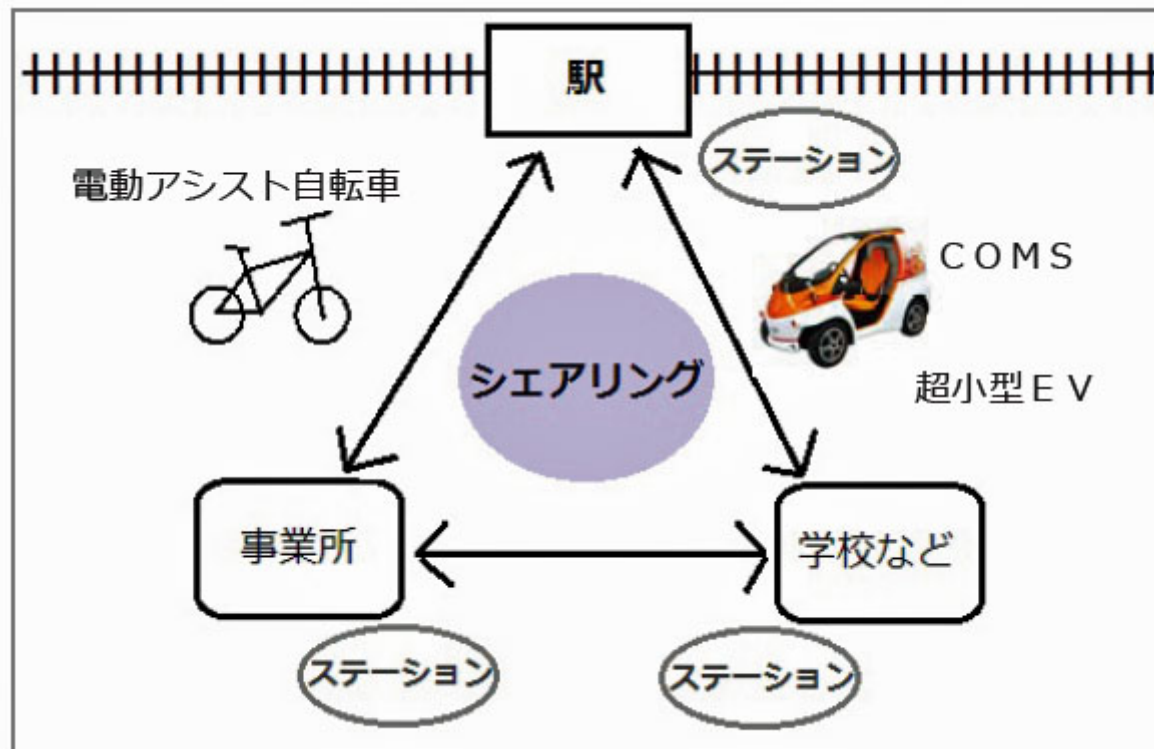 駅
ステーション
電動アシスト自転車
ＣＯＭＳ
シェアリング
超小型ＥＶ
事業所
学校など
ステーション
ステーション